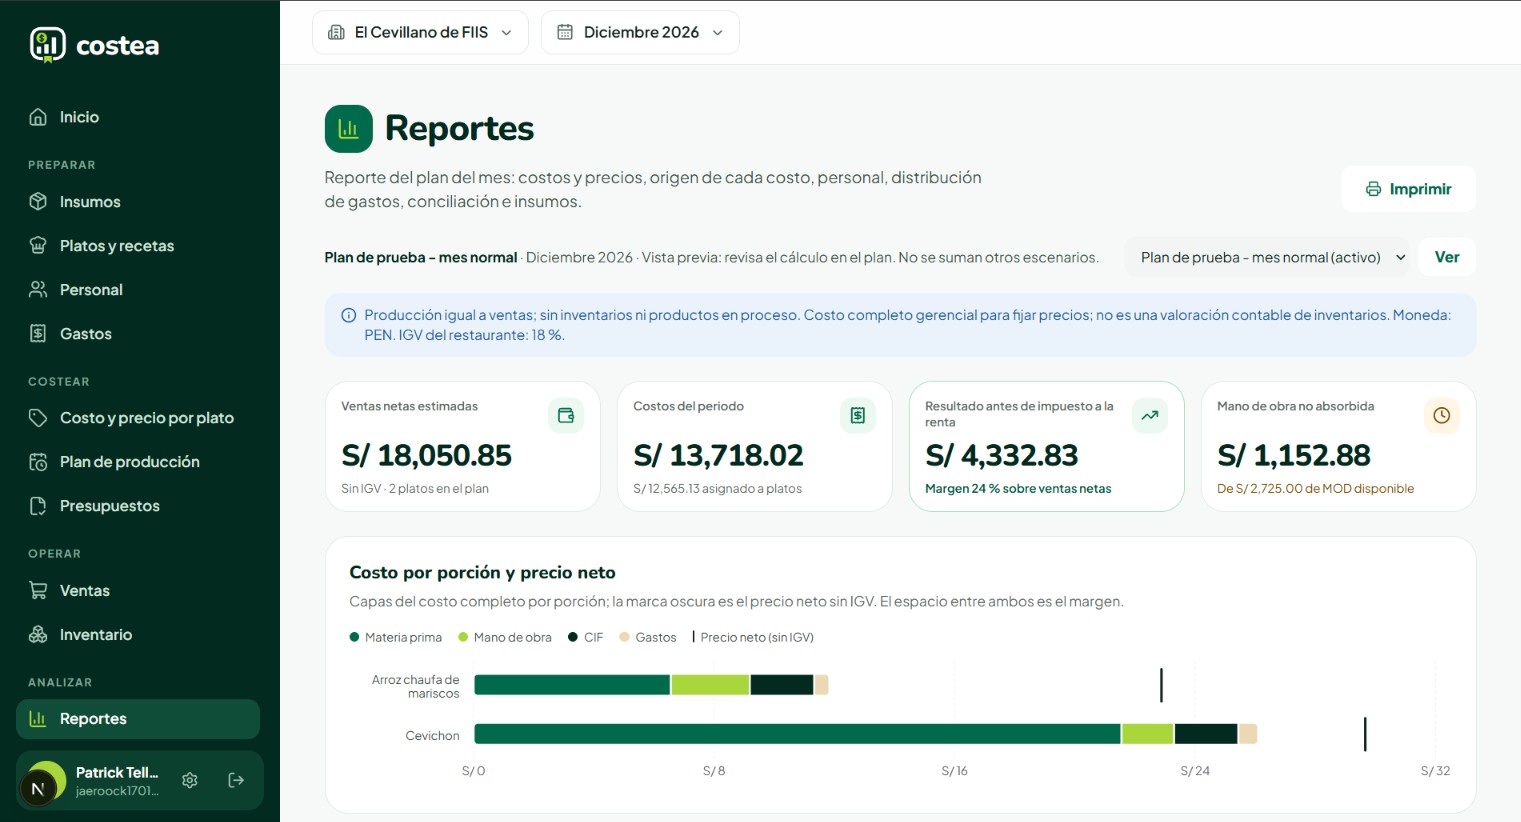 costea
El Cevillano de FIIS
Diciembre 2026
Inicio
PREPARAR
Insumos
Platos y recetas
Personal
Gastos
COSTEAR
Costo y precio por plato
Plan de producción
Presupuestos
OPERAR
Ventas
Inventario
ANALIZAR
Reportes
N
Patrick Tell...
jaeroock1701...
Reportes
Reporte del plan del mes: costos y precios, origen de cada costo, personal, distribución
de gastos, conciliación e insumos.
Imprimir
Plan de prueba - mes normal · Diciembre 2026 · Vista previa: revisa el cálculo en el plan. No se suman otros escenarios.
Plan de prueba - mes normal (activo)
Ver
Producción igual a ventas; sin inventarios ni productos en proceso. Costo completo gerencial para fijar precios; no es una valoración contable de inventarios. Moneda:
PEN. IGV del restaurante: 18 %.
Ventas netas estimadas
S/ 18,050.85
Sin IGV · 2 platos en el plan
Costos del periodo
S/ 13,718.02
S/ 12,565.13 asignado a platos
Resultado antes de impuesto a la
renta
S/ 4,332.83
Margen 24 % sobre ventas netas
Mano de obra no absorbida
S/ 1,152.88
De S/ 2,725.00 de MOD disponible
Costo por porción y precio neto
Capas del costo completo por porción; la marca oscura es el precio neto sin IGV. El espacio entre ambos es el margen.
Materia prima
Mano de obra
CIF
Gastos
Precio neto (sin IGV)
Arroz chaufa de
mariscos
Cevichon
S/ 0
S/ 8
S/ 16
S/ 24
S/ 32